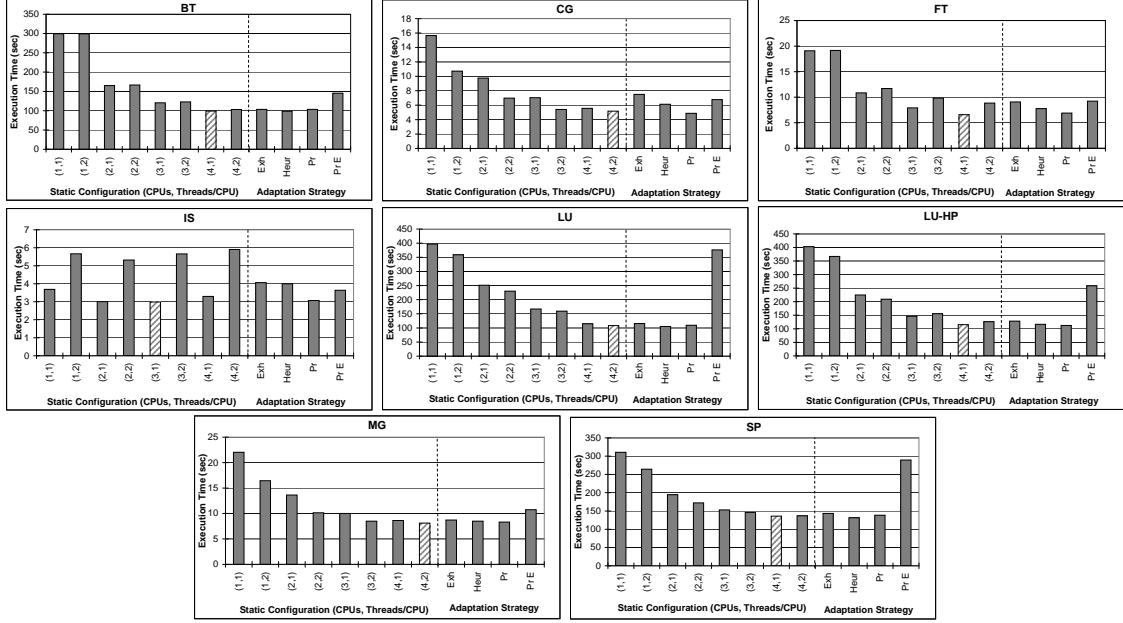 BT
Execution Time (sec)
350
300
250
200
150
100
50
0
(1,1) (1,2) (2,1) (2,2) (3,1) (3,2) (4,1) (4,2) Exh Heur Pr Pr E
Static Configuration (CPUs, Threads/CPU) Adaptation Strategy
CG
Execution Time (sec)
18
16
14
12
10
8
6
4
2
0
(1,1) (1,2) (2,1) (2,2) (3,1) (3,2) (4,1) (4,2) Exh Heur Pr Pr E
Static Configuration (CPUs, Threads/CPU) Adaptation Strategy
FT
Execution Time (sec)
25
20
15
10
5
0
(1,1) (1,2) (2,1) (2,2) (3,1) (3,2) (4,1) (4,2) Exh Heur Pr Pr E
Static Configuration (CPUs, Threads/CPU) Adaptation Strategy
IS
Execution Time (sec)
7
6
5
4
3
2
1
0
(1,1) (1,2) (2,1) (2,2) (3,1) (3,2) (4,1) (4,2) Exh Heur Pr Pr E
Static Configuration (CPUs, Threads/CPU) Adaptation Strategy
LU
Execution Time (sec)
450
400
350
300
250
200
150
100
50
0
(1,1) (1,2) (2,1) (2,2) (3,1) (3,2) (4,1) (4,2) Exh Heur Pr Pr E
Static Configuration (CPUs, Threads/CPU) Adaptation Strategy
LU-HP
Execution Time (sec)
450
400
350
300
250
200
150
100
50
0
(1,1) (1,2) (2,1) (2,2) (3,1) (3,2) (4,1) (4,2) Exh Heur Pr Pr E
Static Configuration (CPUs, Threads/CPU) Adaptation Strategy
MG
Execution Time (sec)
25
20
15
10
5
0
(1,1) (1,2) (2,1) (2,2) (3,1) (3,2) (4,1) (4,2) Exh Heur Pr Pr E
Static Configuration (CPUs, Threads/CPU) Adaptation Strategy
SP
Execution Time (sec)
350
300
250
200
150
100
50
0
(1,1) (1,2) (2,1) (2,2) (3,1) (3,2) (4,1) (4,2) Exh Heur Pr Pr E
Static Configuration (CPUs, Threads/CPU) Adaptation Strategy